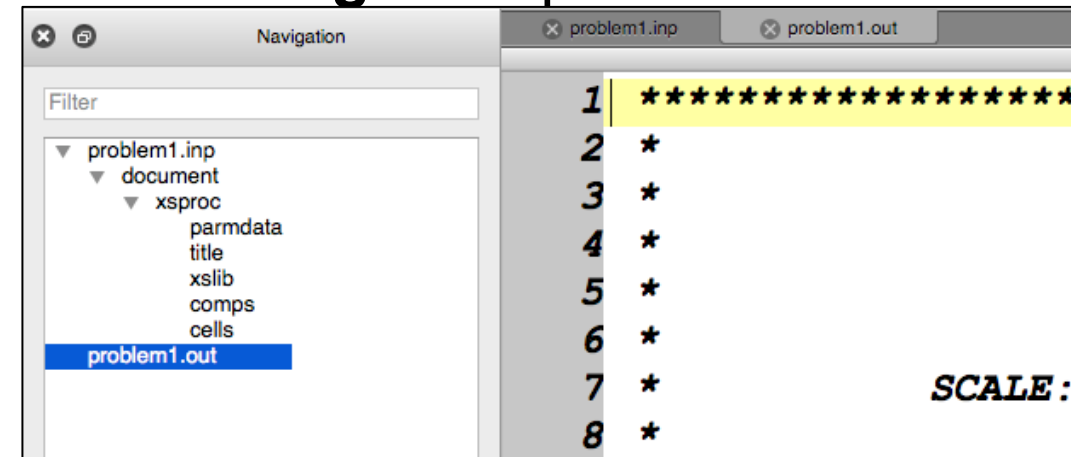 Navigation
problem1.inp
problem1.out
Filter
problem1.inp
document
xsproc
parmdata
title
xslib
comps
cells
problem1.out
1 ******************
2 *
3 *
4 *
5 *
6 *
7 * SCALE:
8 *